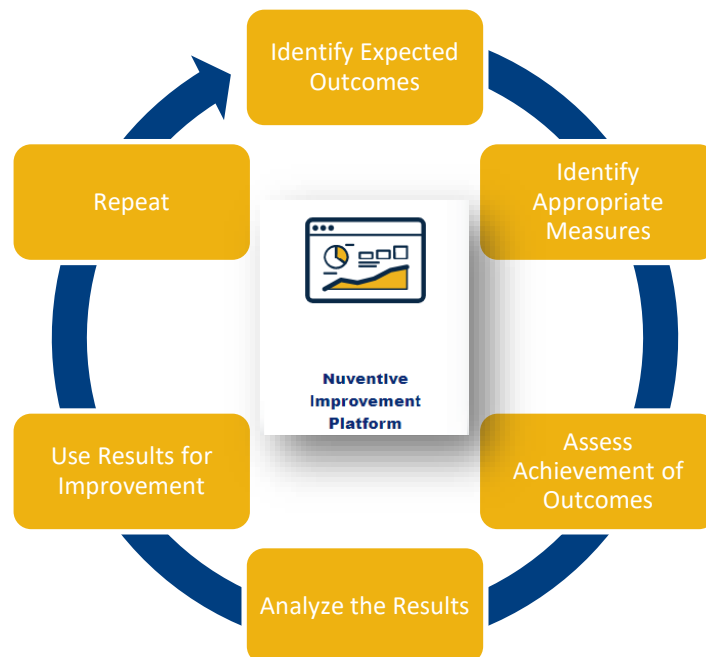 Identify Expected
Outcomes
Identify
Appropriate
Measures
Assess
Achievement of
Outcomes
Analyze the Results
Use Results for
Improvement
Repeat
Nuventive
Improvement
Platform